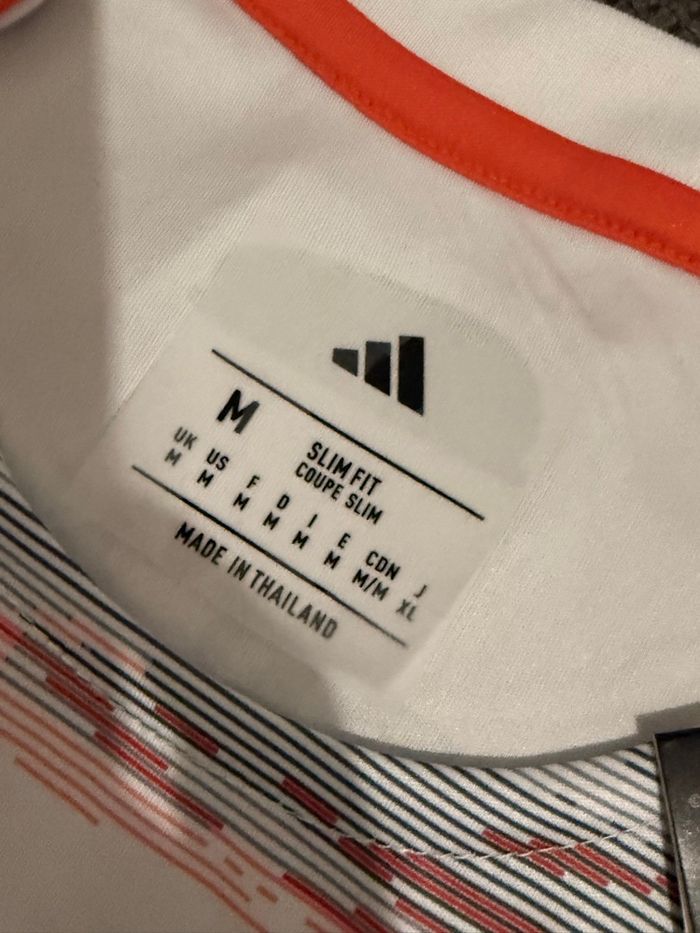 M SLIM FIT
COUPE SLIM
UK US F D I E CDN J
M M M M M M M/M XL
MADE IN THAILAND